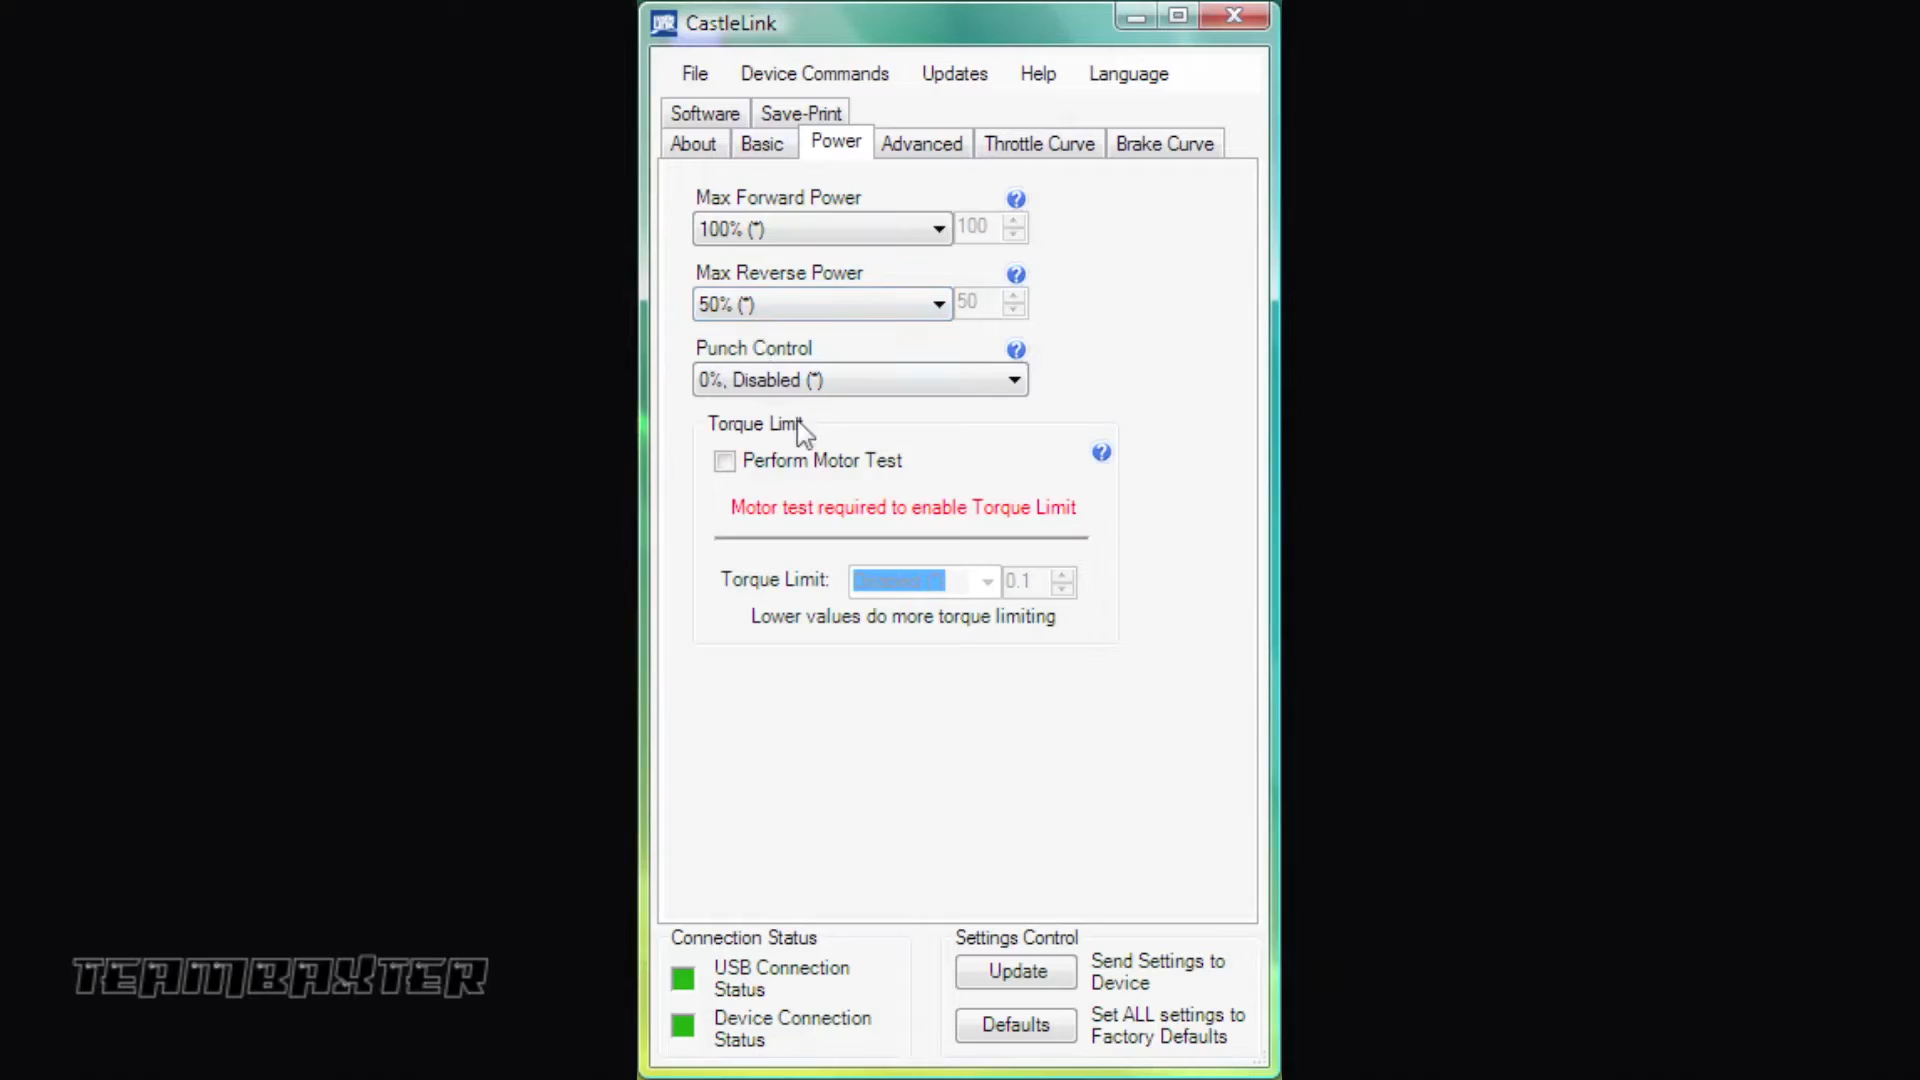 CastleLink
File Device Commands Updates Help Language
Software Save-Print
About Basic Power Advanced Throttle Curve Brake Curve
Max Forward Power
100% (*) 100
Max Reverse Power
50% (*) 50
Punch Control
0%, Disabled (*)
Torque Limit
Perform Motor Test
Motor test required to enable Torque Limit
Torque Limit: 0.1
Lower values do more torque limiting
Connection Status
USB Connection
Status
Device Connection
Status
Settings Control
Update Send Settings to
Device
Defaults Set ALL settings to
Factory Defaults
TEAMBAXTER